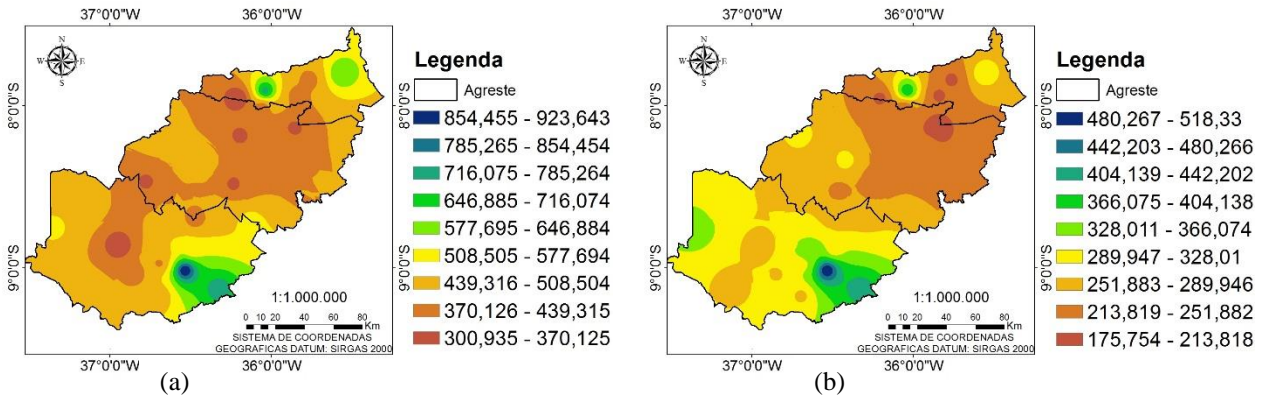 37°0'0"W 36°0'0"W
N
W E
S
8°0'0"S
9°0'0"S
1:1.000.000
0 10 20 40 60 80
Km
SISTEMA DE COORDENADAS
GEOGRAFICAS DATUM: SIRGAS 2000
37°0'0"W 36°0'0"W
8°0'0"S
9°0'0"S
Legenda
Agreste
854,455 - 923,643
785,265 - 854,454
716,075 - 785,264
646,885 - 716,074
577,695 - 646,884
508,505 - 577,694
439,316 - 508,504
370,126 - 439,315
300,935 - 370,125
(a)
37°0'0"W 36°0'0"W
N
W E
S
8°0'0"S
9°0'0"S
1:1.000.000
0 10 20 40 60 80
Km
SISTEMA DE COORDENADAS
GEOGRAFICAS DATUM: SIRGAS 2000
37°0'0"W 36°0'0"W
8°0'0"S
9°0'0"S
Legenda
Agreste
480,267 - 518,33
442,203 - 480,266
404,139 - 442,202
366,075 - 404,138
328,011 - 366,074
289,947 - 328,01
251,883 - 289,946
213,819 - 251,882
175,754 - 213,818
(b)